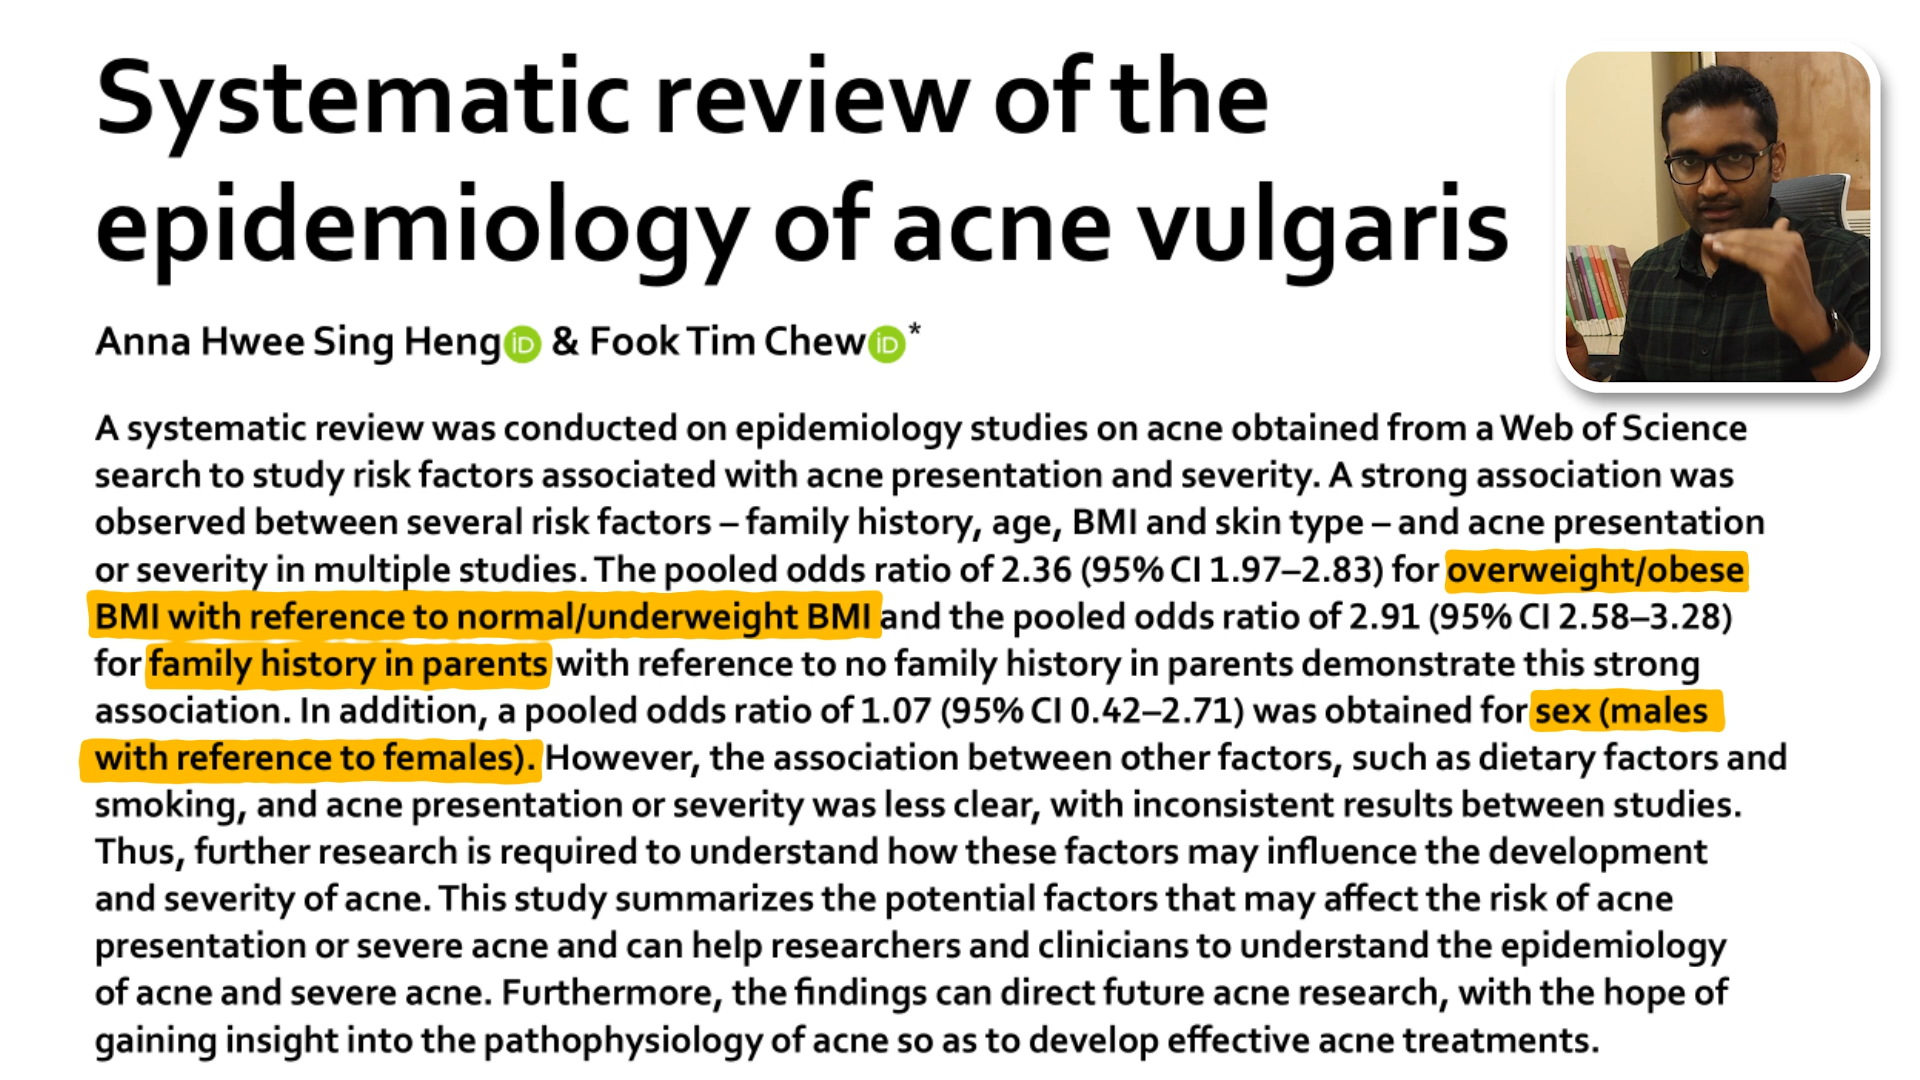 Systematic review of the
epidemiology of acne vulgaris
Anna Hwee Sing Heng iD & Fook Tim Chew iD *
A systematic review was conducted on epidemiology studies on acne obtained from a Web of Science
search to study risk factors associated with acne presentation and severity. A strong association was
observed between several risk factors – family history, age, BMI and skin type – and acne presentation
or severity in multiple studies. The pooled odds ratio of 2.36 (95% CI 1.97–2.83) for overweight/obese
BMI with reference to normal/underweight BMI and the pooled odds ratio of 2.91 (95% CI 2.58–3.28)
for family history in parents with reference to no family history in parents demonstrate this strong
association. In addition, a pooled odds ratio of 1.07 (95% CI 0.42–2.71) was obtained for sex (males
with reference to females). However, the association between other factors, such as dietary factors and
smoking, and acne presentation or severity was less clear, with inconsistent results between studies.
Thus, further research is required to understand how these factors may influence the development
and severity of acne. This study summarizes the potential factors that may affect the risk of acne
presentation or severe acne and can help researchers and clinicians to understand the epidemiology
of acne and severe acne. Furthermore, the findings can direct future acne research, with the hope of
gaining insight into the pathophysiology of acne so as to develop effective acne treatments.